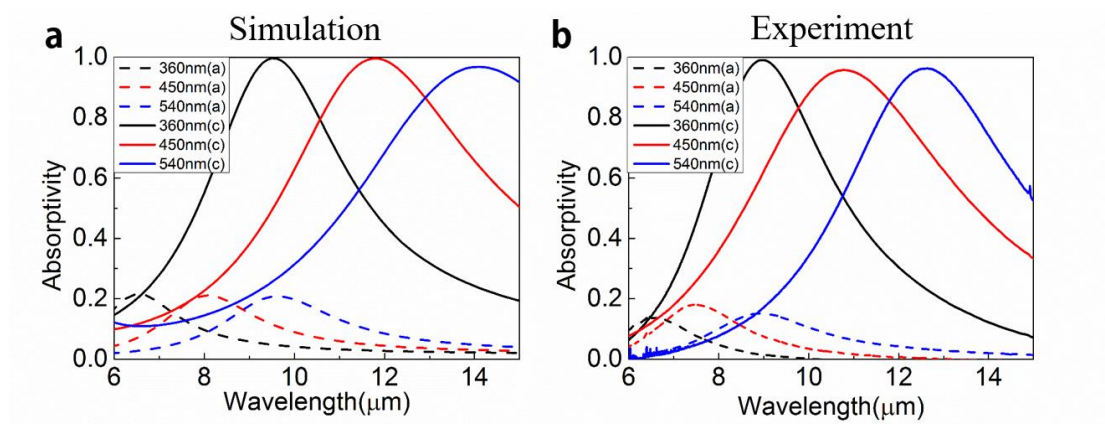 a Simulation
1.0
0.8
0.6
0.4
0.2
0.0
Absorptivity
360nm(a)
450nm(a)
540nm(a)
360nm(c)
450nm(c)
540nm(c)
6 8 10 12 14
Wavelength(μm)
b Experiment
1.0
0.8
0.6
0.4
0.2
0.0
Absorptivity
360nm(a)
450nm(a)
540nm(a)
360nm(c)
450nm(c)
540nm(c)
6 8 10 12 14
Wavelength(μm)